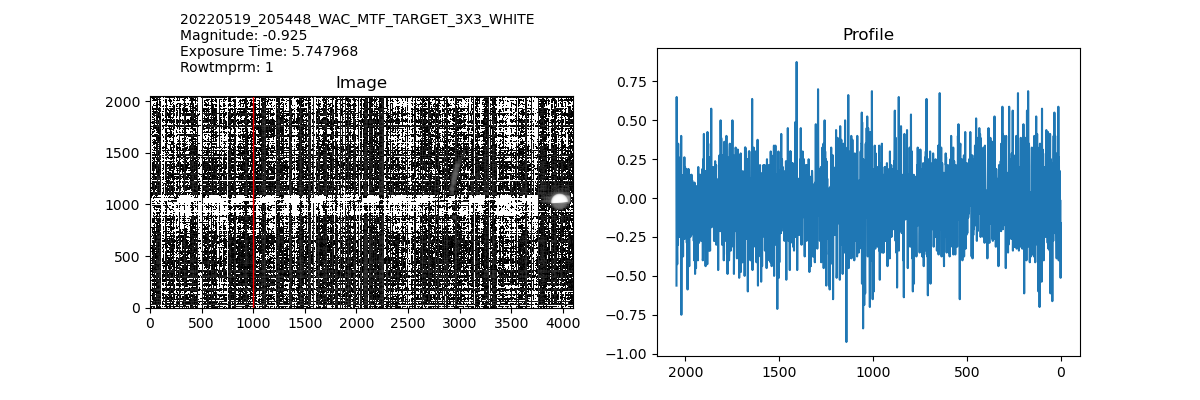 20220519_205448_WAC_MTF_TARGET_3X3_WHITE
Magnitude: -0.925
Exposure Time: 5.747968
Rowtmprm: 1
Image
2000
1500
1000
500
0
0 500 1000 1500 2000 2500 3000 3500 4000
Profile
0.75
0.50
0.25
0.00
−0.25
−0.50
−0.75
−1.00
2000 1500 1000 500 0